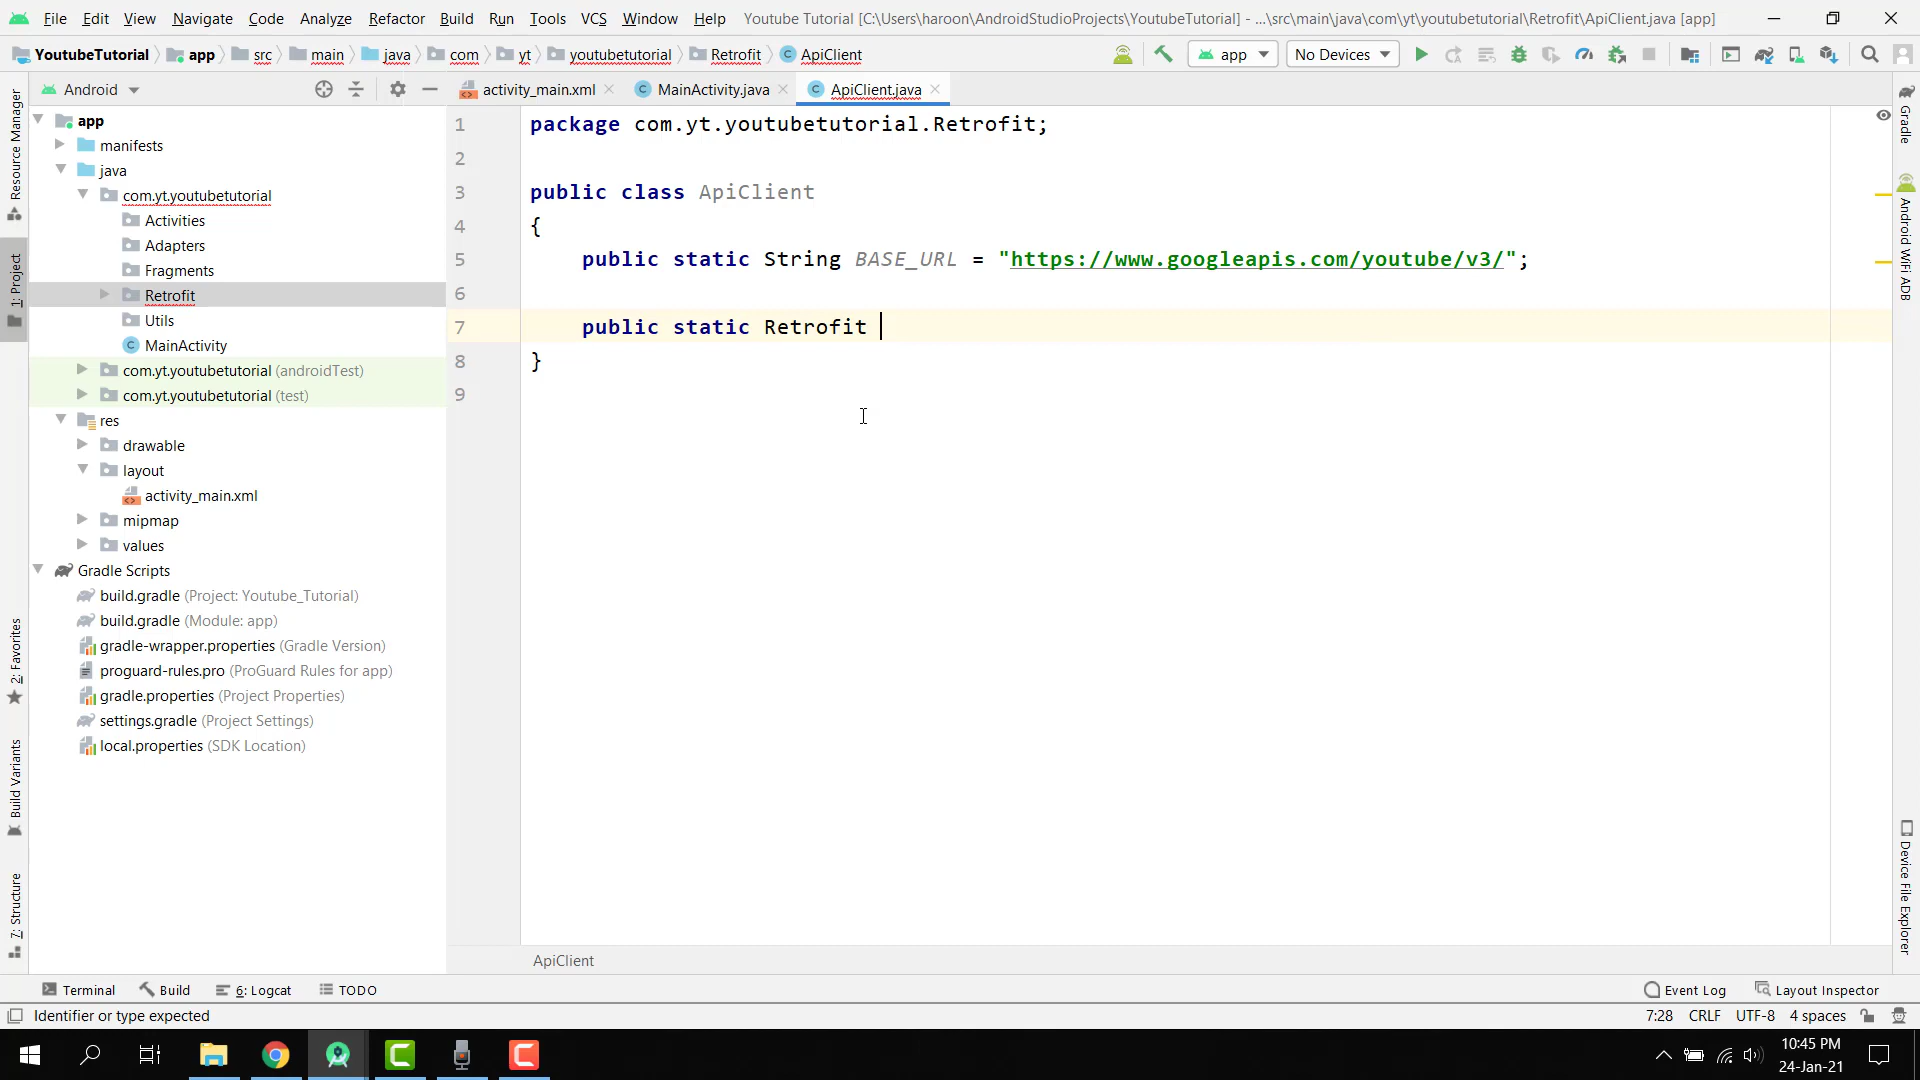 File Edit View Navigate Code Analyze Refactor Build Run Tools VCS Window Help Youtube Tutorial [C:\Users\haroon\AndroidStudioProjects\YoutubeTutorial] - ...\src\main\java\com\yt\youtubetutorial\Retrofit\ApiClient.java [app]
YoutubeTutorial app src main java com yt youtubetutorial Retrofit ApiClient app No Devices
Android activity_main.xml MainActivity.java ApiClient.java
Resource Manager
1: Project
2: Favorites
Build Variants
7: Structure
app
manifests
java
com.yt.youtubetutorial
Activities
Adapters
Fragments
Retrofit
Utils
MainActivity
com.yt.youtubetutorial (androidTest)
com.yt.youtubetutorial (test)
res
drawable
layout
activity_main.xml
mipmap
values
Gradle Scripts
build.gradle (Project: Youtube_Tutorial)
build.gradle (Module: app)
gradle-wrapper.properties (Gradle Version)
proguard-rules.pro (ProGuard Rules for app)
gradle.properties (Project Properties)
settings.gradle (Project Settings)
local.properties (SDK Location)
1 package com.yt.youtubetutorial.Retrofit;
2
3 public class ApiClient
4 {
5 public static String BASE_URL = "https://www.googleapis.com/youtube/v3/";
6
7 public static Retrofit
8 }
9
Gradle
Android WiFi ADB
Device File Explorer
ApiClient
Terminal Build 6: Logcat TODO Event Log Layout Inspector
Identifier or type expected 7:28 CRLF UTF-8 4 spaces
10:45 PM
24-Jan-21